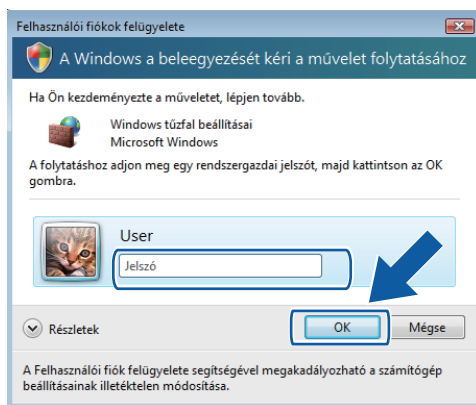 Felhasználói fiókok felügyelete
A Windows a beleegyezését kéri a művelet folytatásához
Ha Ön kezdeményezte a műveletet, lépjen tovább.
Windows tűzfal beállításai
Microsoft Windows
A folytatáshoz adjon meg egy rendszergazdai jelszót, majd kattintson az OK
gombra.
User
Jelszó
Részletek
OK
Mégse
A Felhasználói fiók felügyelete segítségével megakadályozható a számítógép
beállításainak illetéktelen módosítása.